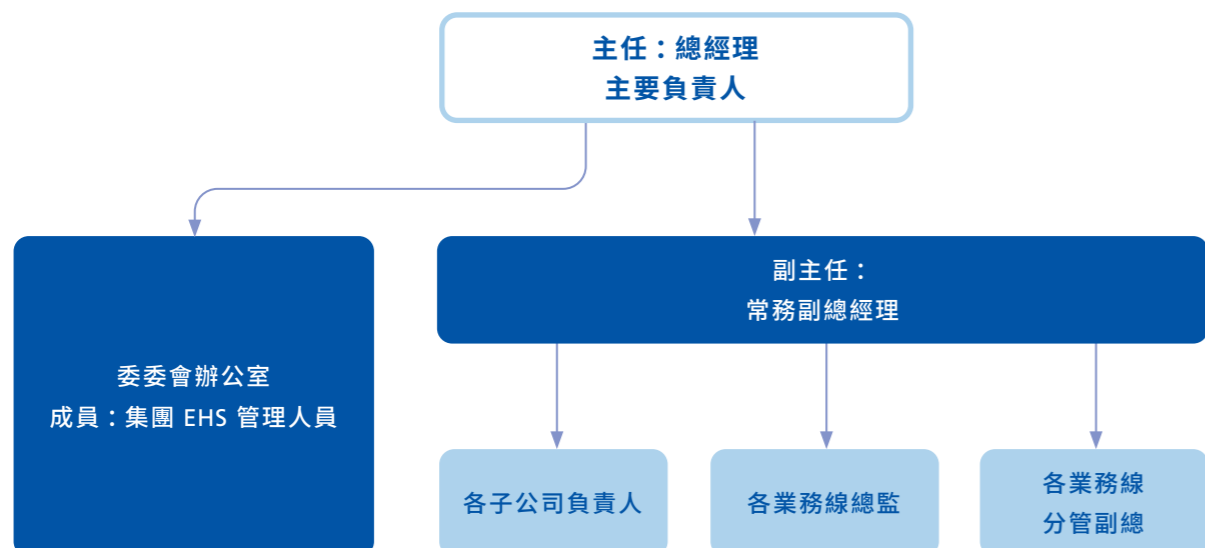 主任：總經理
主要負責人
副主任：
常務副總經理
委委會辦公室
成員：集團 EHS 管理人員
各子公司負責人
各業務線總監
各業務線
分管副總